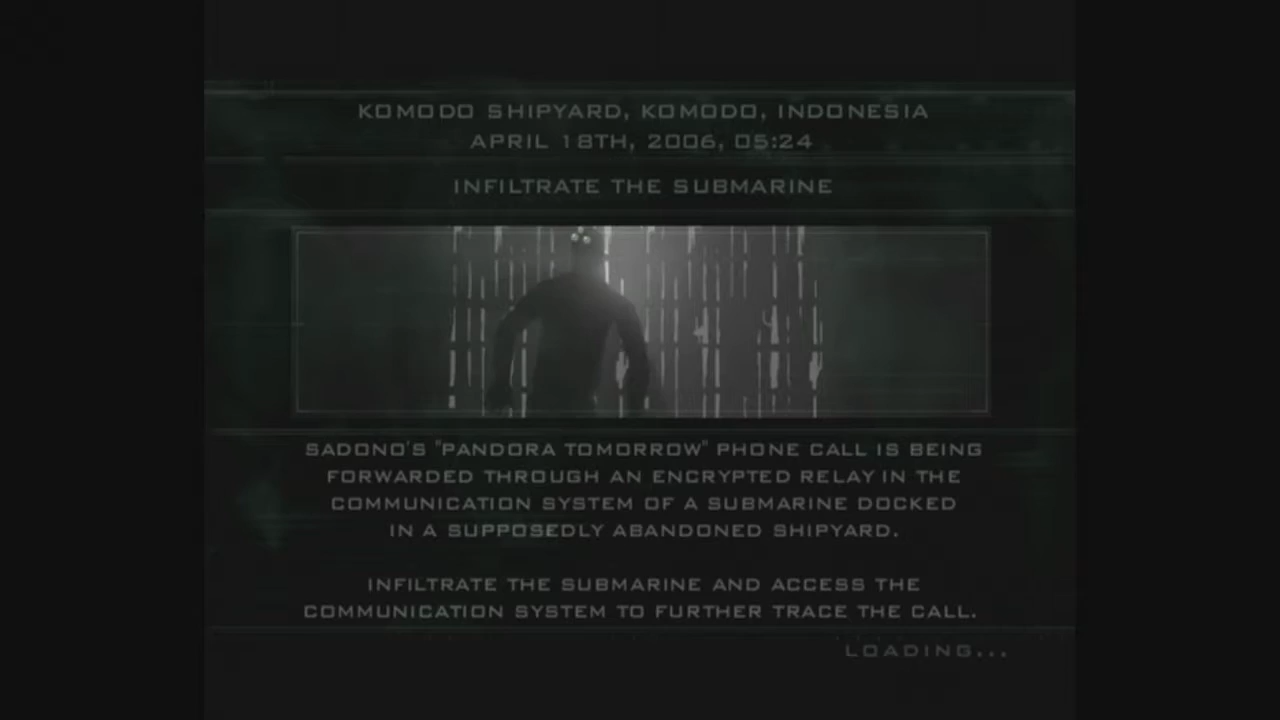 KOMODO SHIPYARD, KOMODO, INDONESIA
APRIL 18TH, 2006, 05:24
INFILTRATE THE SUBMARINE
SADONO'S "PANDORA TOMORROW" PHONE CALL IS BEING
FORWARDED THROUGH AN ENCRYPTED RELAY IN THE
COMMUNICATION SYSTEM OF A SUBMARINE DOCKED
IN A SUPPOSEDLY ABANDONED SHIPYARD.
INFILTRATE THE SUBMARINE AND ACCESS THE
COMMUNICATION SYSTEM TO FURTHER TRACE THE CALL.
LOADING...